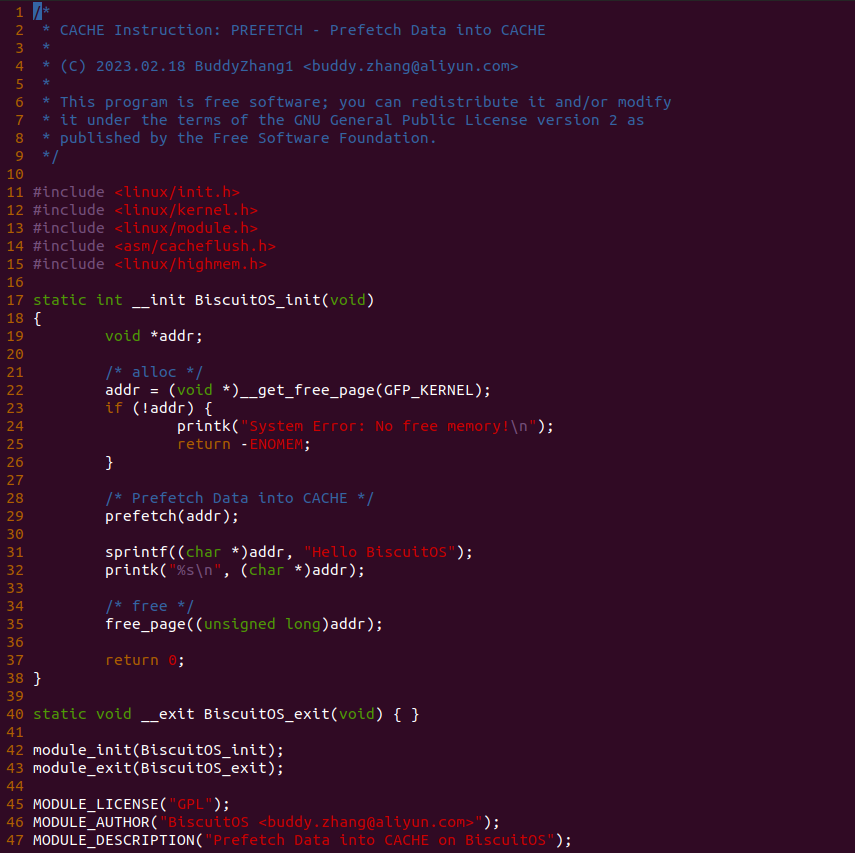 1 /*
2  * CACHE Instruction: PREFETCH - Prefetch Data into CACHE
3  *
4  * (C) 2023.02.18 BuddyZhang1 <buddy.zhang@aliyun.com>
5  *
6  * This program is free software; you can redistribute it and/or modify
7  * it under the terms of the GNU General Public License version 2 as
8  * published by the Free Software Foundation.
9  */
10
11 #include <linux/init.h>
12 #include <linux/kernel.h>
13 #include <linux/module.h>
14 #include <asm/cacheflush.h>
15 #include <linux/highmem.h>
16
17 static int __init BiscuitOS_init(void)
18 {
19         void *addr;
20
21         /* alloc */
22         addr = (void *)__get_free_page(GFP_KERNEL);
23         if (!addr) {
24                 printk("System Error: No free memory!\n");
25                 return -ENOMEM;
26         }
27
28         /* Prefetch Data into CACHE */
29         prefetch(addr);
30
31         sprintf((char *)addr, "Hello BiscuitOS");
32         printk("%s\n", (char *)addr);
33
34         /* free */
35         free_page((unsigned long)addr);
36
37         return 0;
38 }
39
40 static void __exit BiscuitOS_exit(void) { }
41
42 module_init(BiscuitOS_init);
43 module_exit(BiscuitOS_exit);
44
45 MODULE_LICENSE("GPL");
46 MODULE_AUTHOR("BiscuitOS <buddy.zhang@aliyun.com>");
47 MODULE_DESCRIPTION("Prefetch Data into CACHE on BiscuitOS");